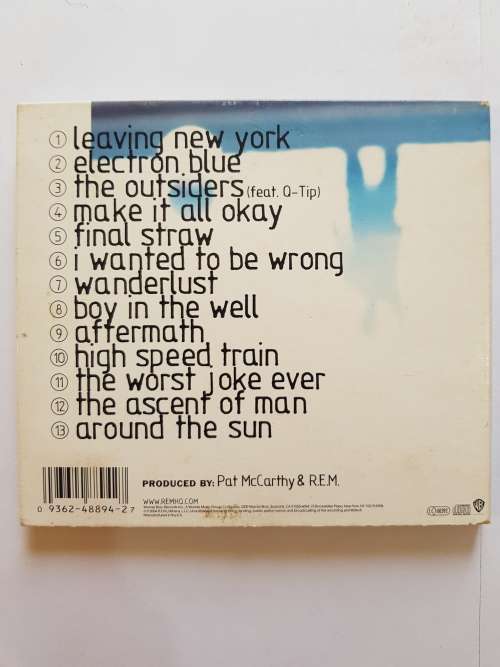 1 leaving new york
2 electron blue
3 the outsiders (feat. Q-Tip)
4 make it all okay
5 final straw
6 i wanted to be wrong
7 wanderlust
8 boy in the well
9 aftermath
10 high speed train
11 the worst joke ever
12 the ascent of man
13 around the sun
PRODUCED BY: Pat McCarthy & R.E.M.
WWW.REMHQ.COM
0 9362-48894-2 7